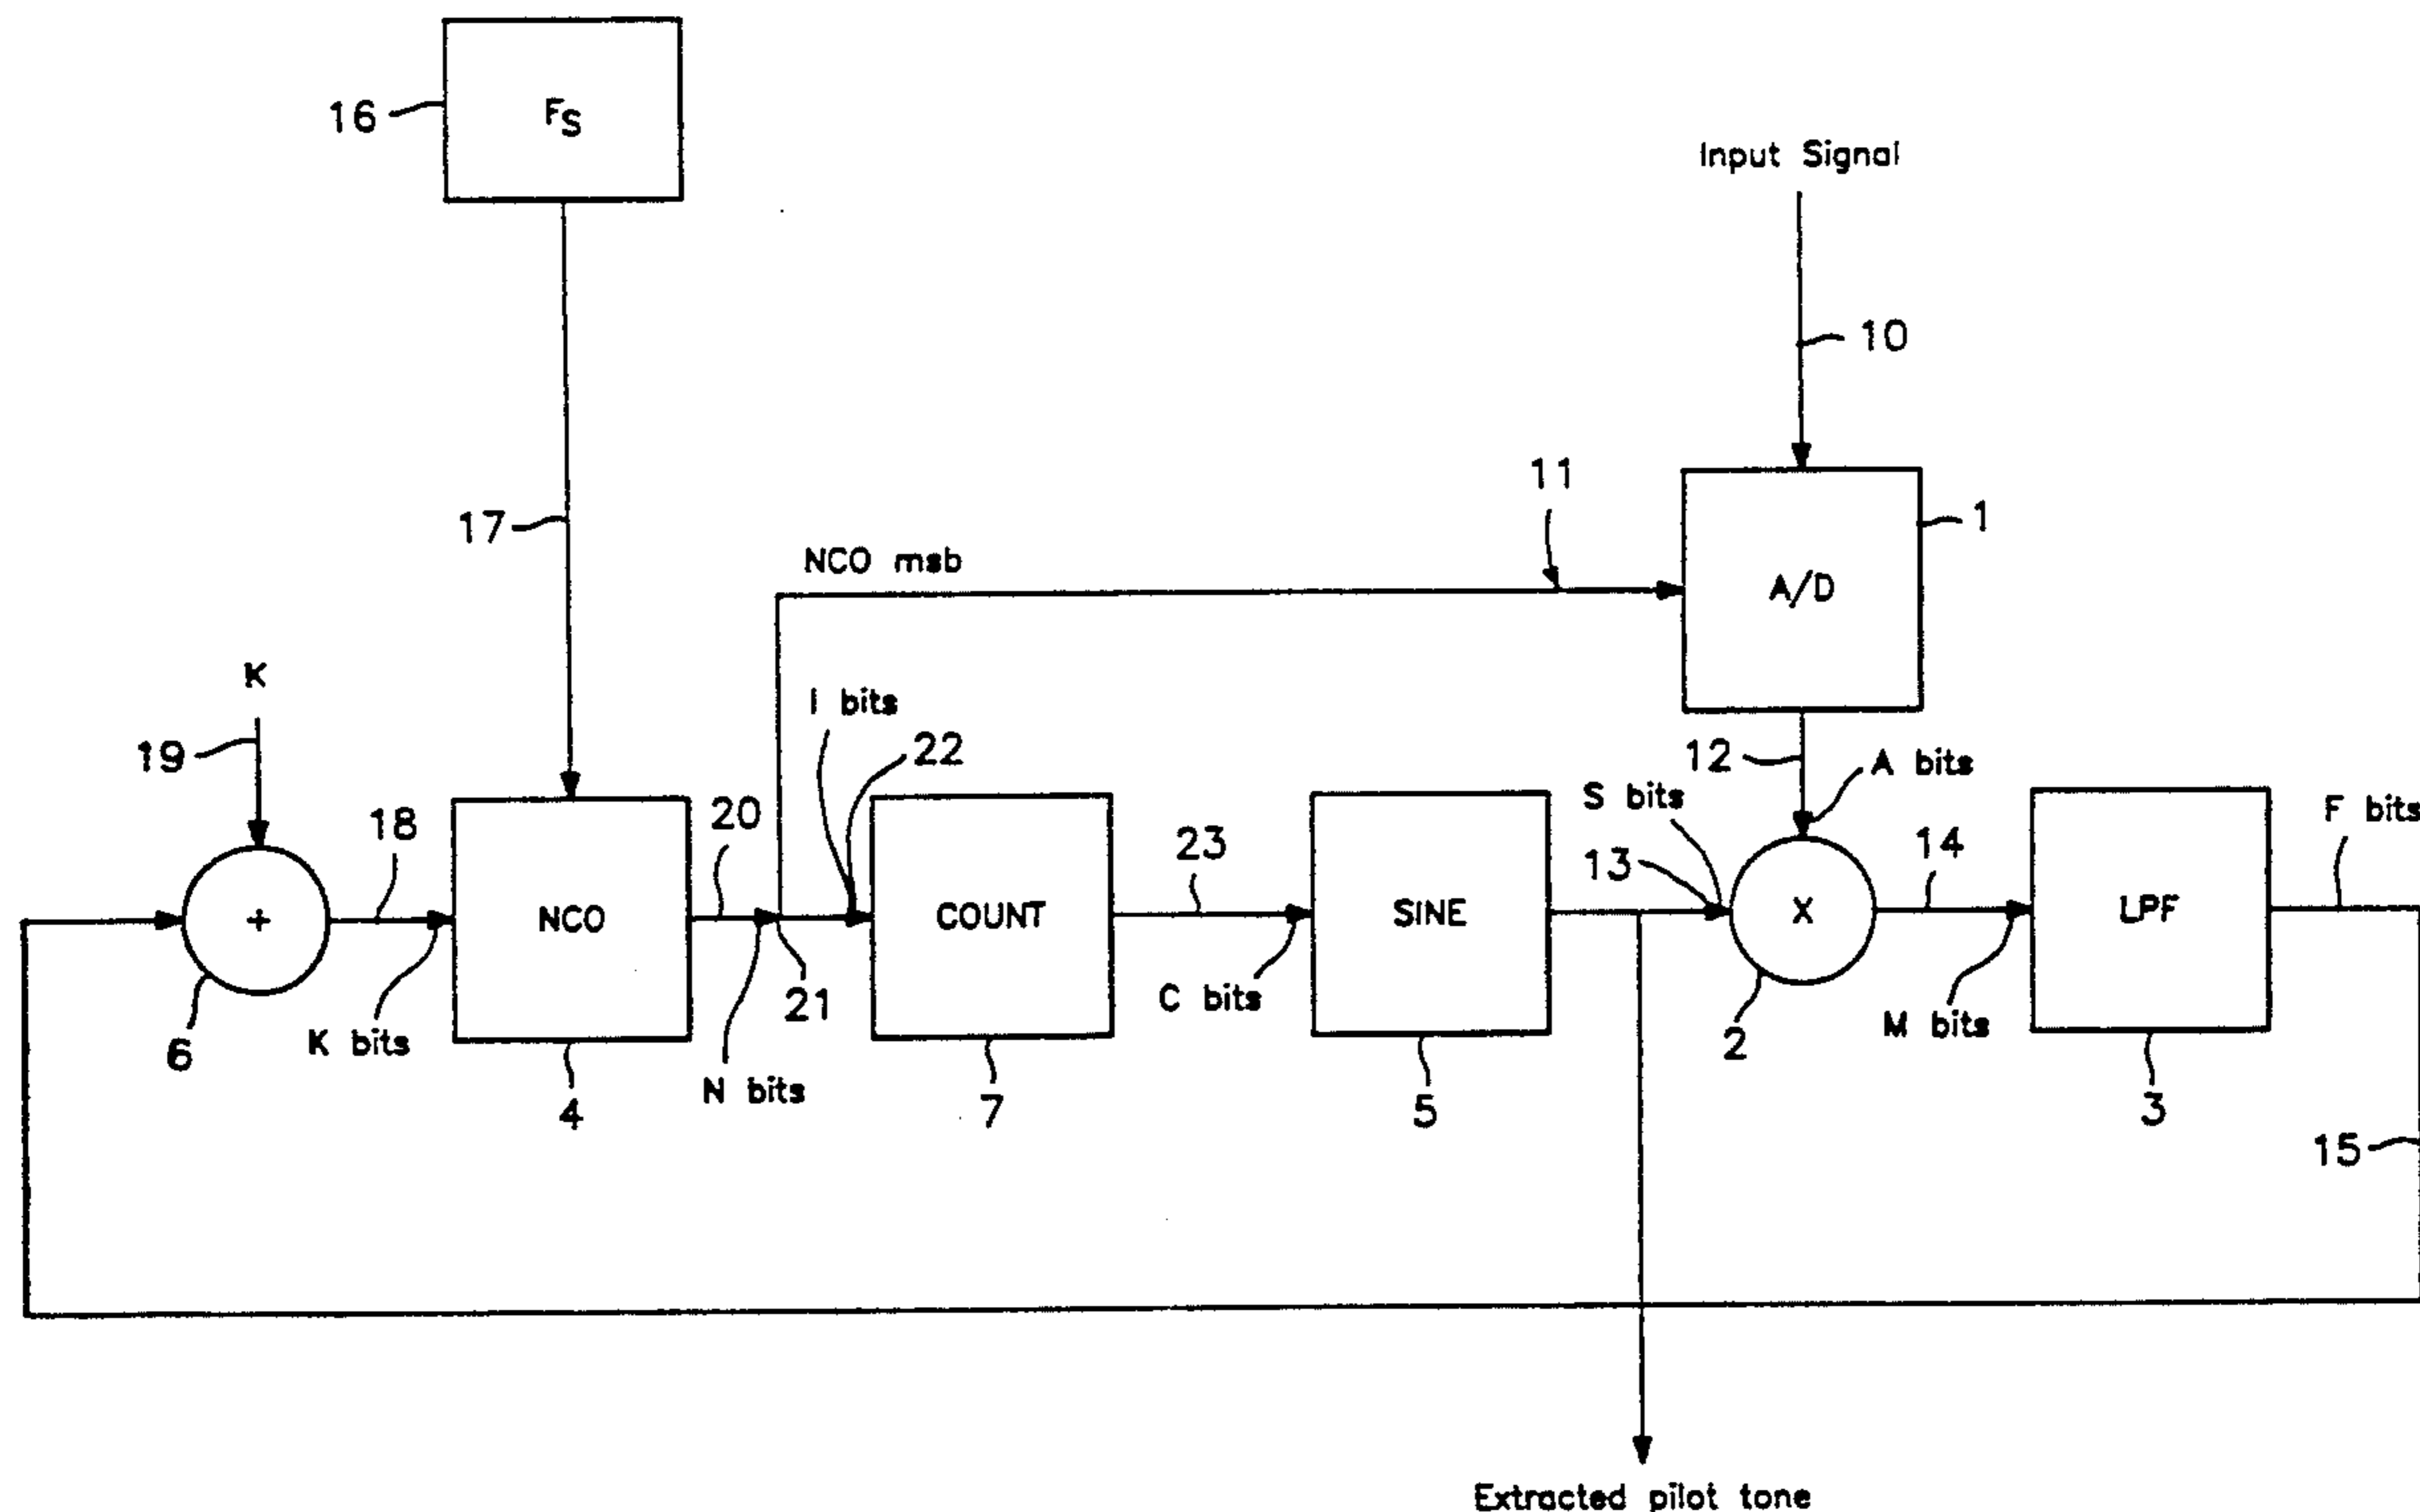 FS
16
Input Signal
10
11
17
1
NCO msb
A/D
K
I bits
19
22
12
A bits
S bits
18
20
23
13
14
F bits
+
NCO
COUNT
SINE
X
LPF
21
C bits
2
M bits
6
K bits
N bits
4
7
5
3
15
Extracted pilot tone